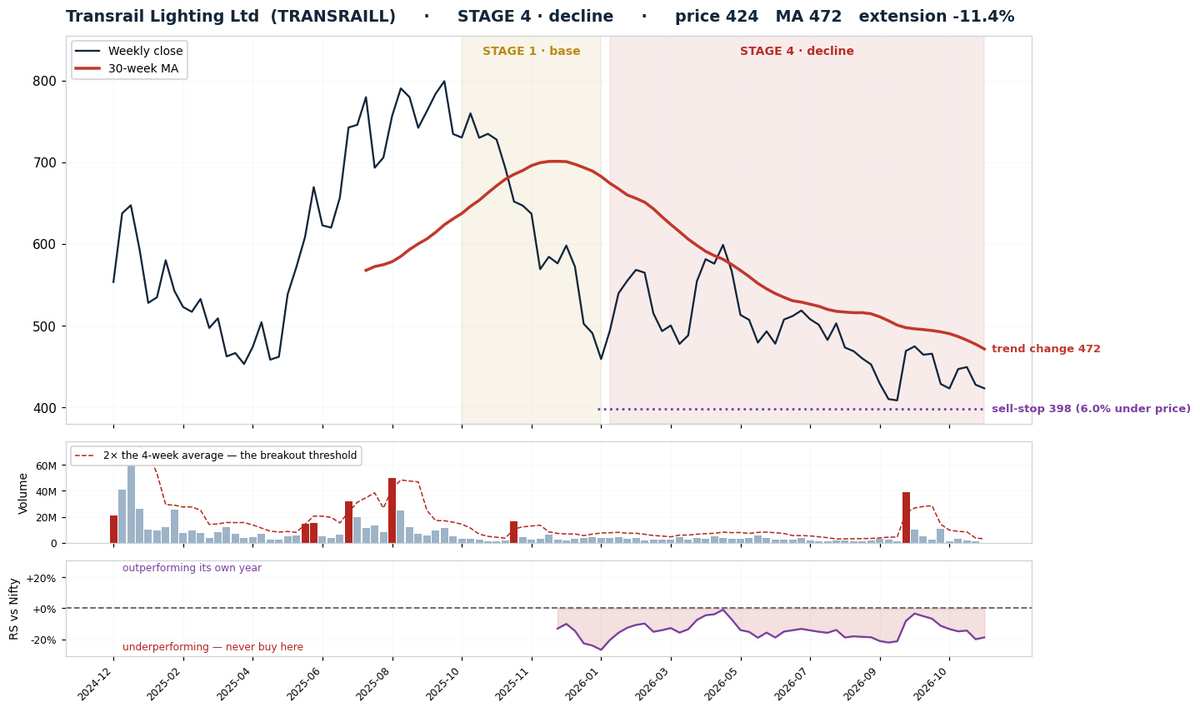 Transrail Lighting Ltd (TRANSRAILL) · STAGE 4 · decline · price 424 MA 472 extension -11.4%
Weekly close
30-week MA
STAGE 1 · base
STAGE 4 · decline
800
700
600
500
400
trend change 472
sell-stop 398 (6.0% under price)
2× the 4-week average — the breakout threshold
Volume
60M
40M
20M
0
RS vs Nifty
outperforming its own year
+20%
+0%
-20%
underperforming — never buy here
2024-12
2025-02
2025-04
2025-06
2025-08
2025-10
2025-11
2026-01
2026-03
2026-05
2026-07
2026-09
2026-10